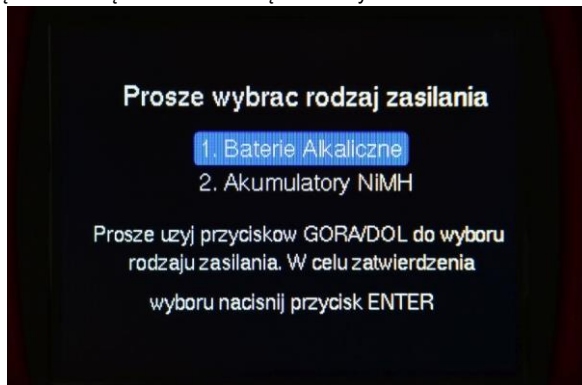 Prosze wybrac rodzaj zasilania
1. Baterie Alkaliczne
2. Akumulatory NiMH
Prosze uzyj przyciskow GORA/DOL do wyboru
rodzaju zasilania. W celu zatwierdzenia
wyboru nacisnij przycisk ENTER